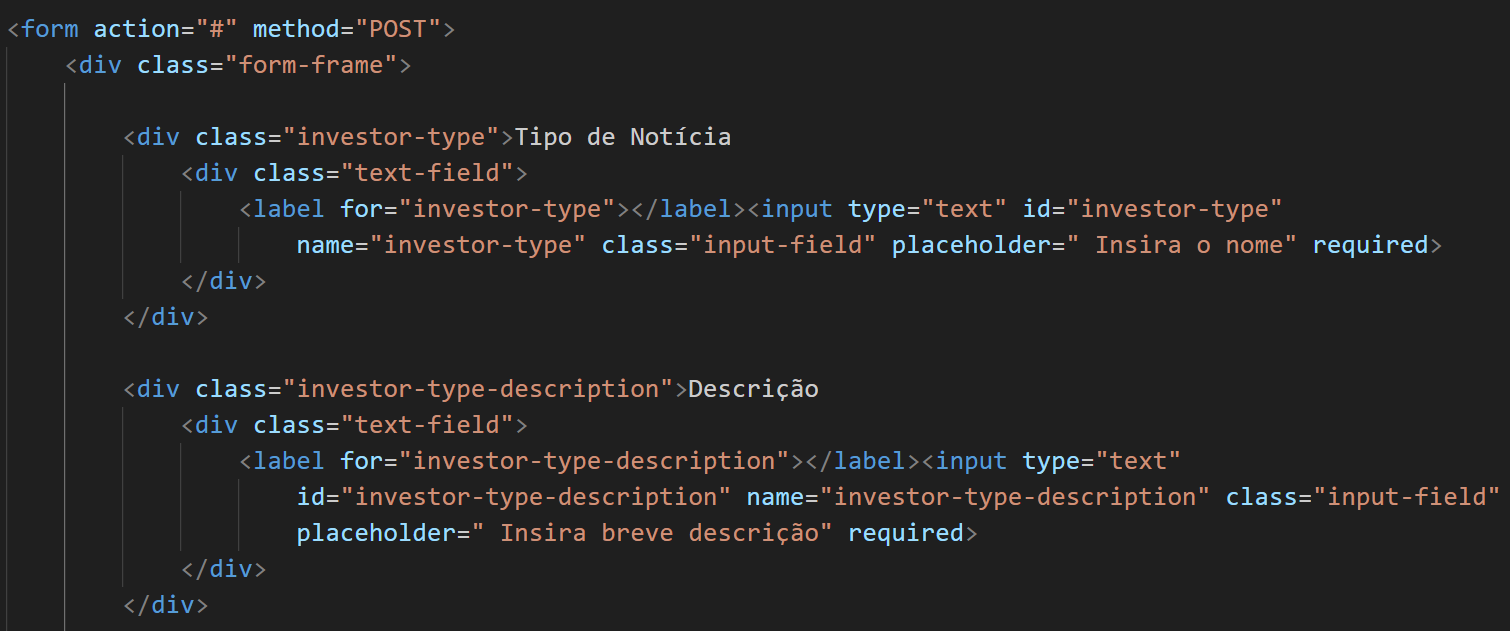 <form action="#" method="POST">
<div class="form-frame">
<div class="investor-type">Tipo de Notícia
<div class="text-field">
<label for="investor-type"></label><input type="text" id="investor-type"
name="investor-type" class="input-field" placeholder=" Insira o nome" required>
</div>
</div>
<div class="investor-type-description">Descrição
<div class="text-field">
<label for="investor-type-description"></label><input type="text"
id="investor-type-description" name="investor-type-description" class="input-field"
placeholder=" Insira breve descrição" required>
</div>
</div>